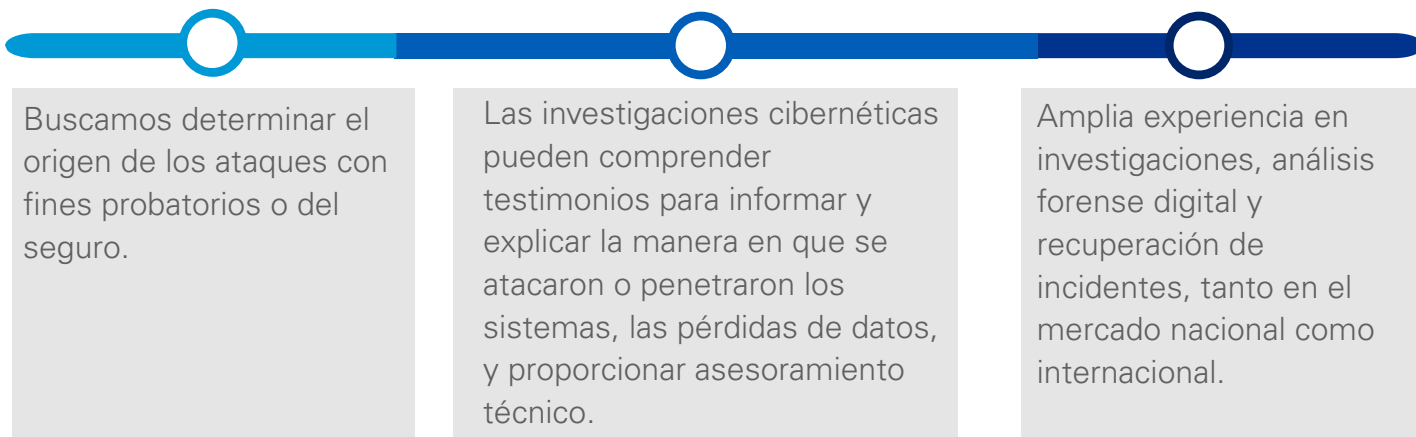 Buscamos determinar el
origen de los ataques con
fines probatorios o del
seguro.
Las investigaciones cibernéticas
pueden comprender
testimonios para informar y
explicar la manera en que se
atacaron o penetraron los
sistemas, las pérdidas de datos,
y proporcionar asesoramiento
técnico.
Amplia experiencia en
investigaciones, análisis
forense digital y
recuperación de
incidentes, tanto en el
mercado nacional como
internacional.